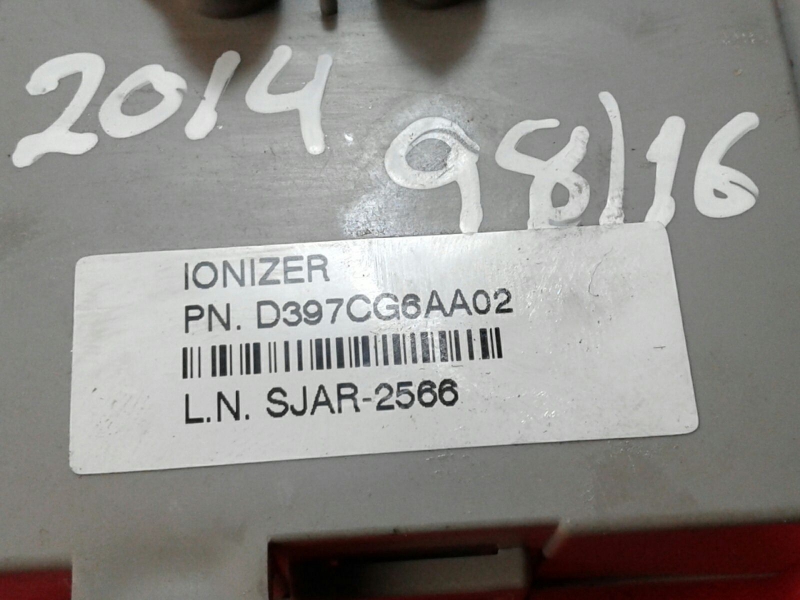 2014
98/16
IONIZER
PN. D397CG6AA02
L.N. SJAR-2566